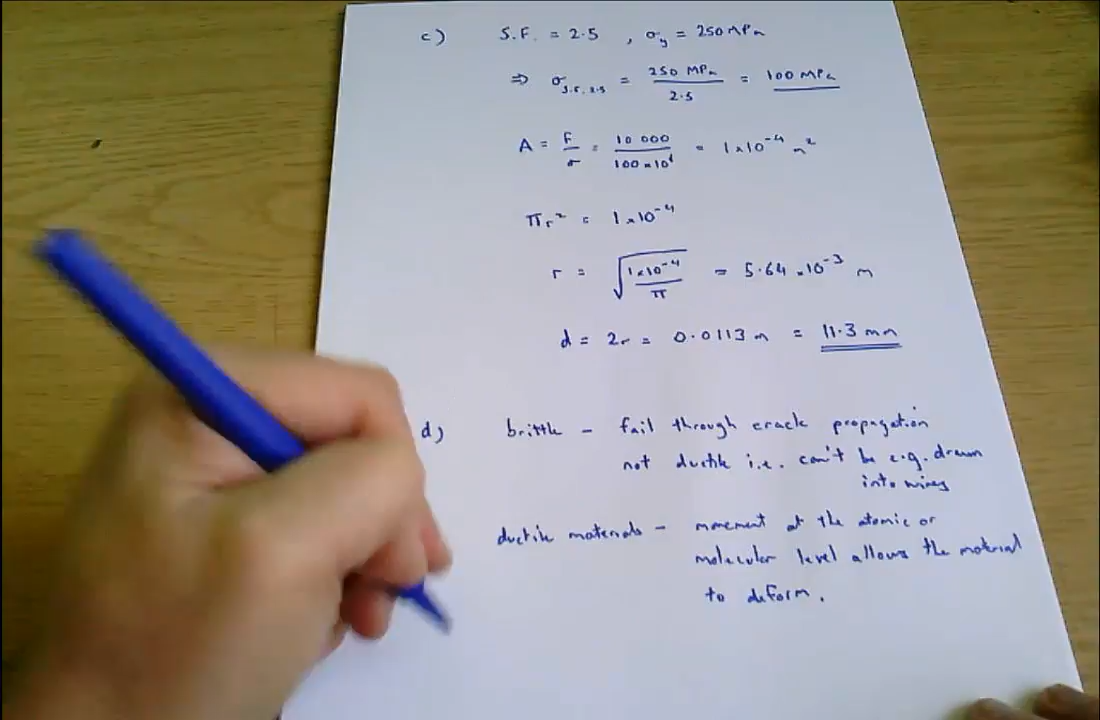 c) S.F. = 2.5 , σy = 250 MPa
⇒ σS.F. 2.5 = 250 MPa / 2.5 = 100 MPa
A = F / σ = 10 000 / 100 × 10⁶ = 1 × 10⁻⁴ m²
πr² = 1 × 10⁻⁴
r = √(1 × 10⁻⁴ / π) = 5.64 × 10⁻³ m
d = 2r = 0.0113 m = 11.3 mm
d) brittle – fail through crack propagation
not ductile i.e. can't be e.g. drawn
into wires
ductile materials – movement at the atomic or
molecular level allows the material
to deform.